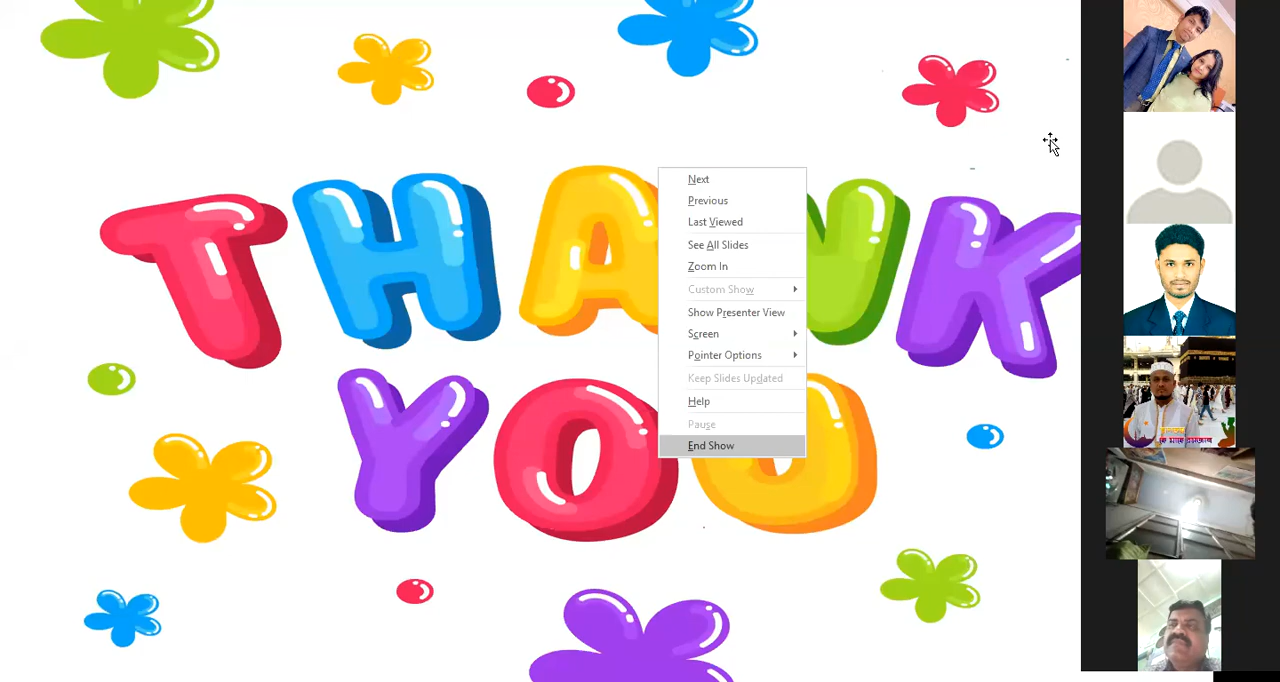 THANK
YOU
Next
Previous
Last Viewed
See All Slides
Zoom In
Custom Show
Show Presenter View
Screen
Pointer Options
Keep Slides Updated
Help
Pause
End Show